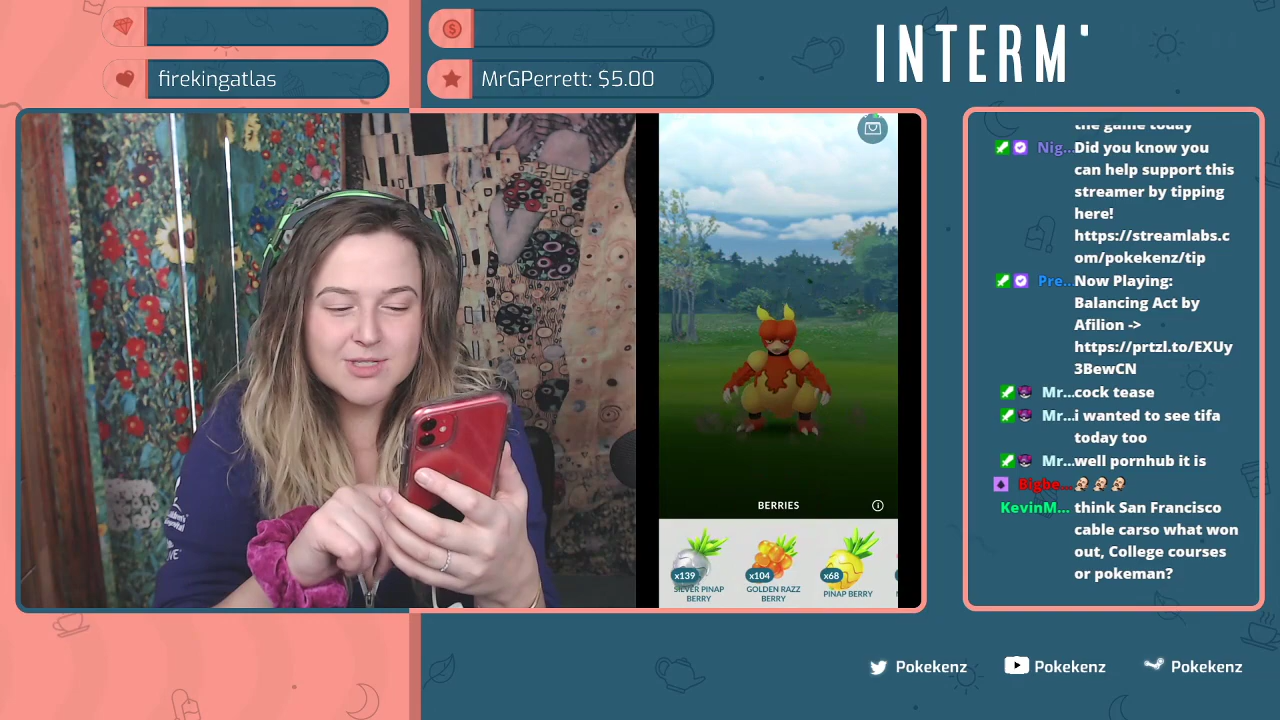 firekingatlas
MrGPerrett: $5.00
INTERM'
the game today
Nig... Did you know you
can help support this
streamer by tipping
here!
https://streamlabs.c
om/pokekenz/tip
Pre... Now Playing:
Balancing Act by
Afilion ->
https://prtzl.to/EXUy
3BewCN
Mr... cock tease
Mr... i wanted to see tifa
today too
Mr... well pornhub it is
Bigbe...
KevinM... think San Francisco
cable carso what won
out, College courses
or pokeman?
BERRIES
x139
SILVER PINAP
BERRY
x104
GOLDEN RAZZ
BERRY
x68
PINAP BERRY
Pokekenz
Pokekenz
Pokekenz